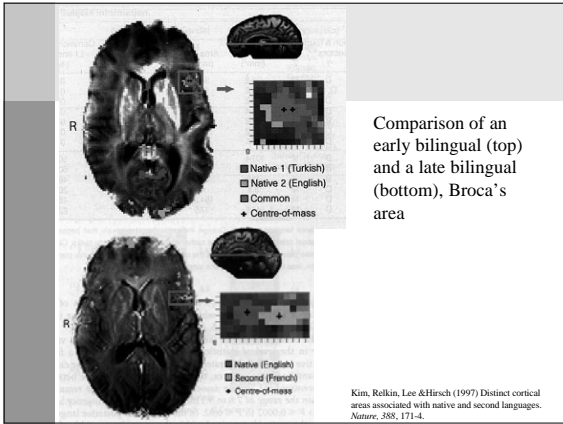 R
Native 1 (Turkish)
Native 2 (English)
Common
+ Centre-of-mass
Comparison of an
early bilingual (top)
and a late bilingual
(bottom), Broca's
area
R
Native (English)
Second (French)
+ Centre-of-mass
Kim, Relkin, Lee &Hirsch (1997) Distinct cortical
areas associated with native and second languages.
Nature, 388, 171-4.